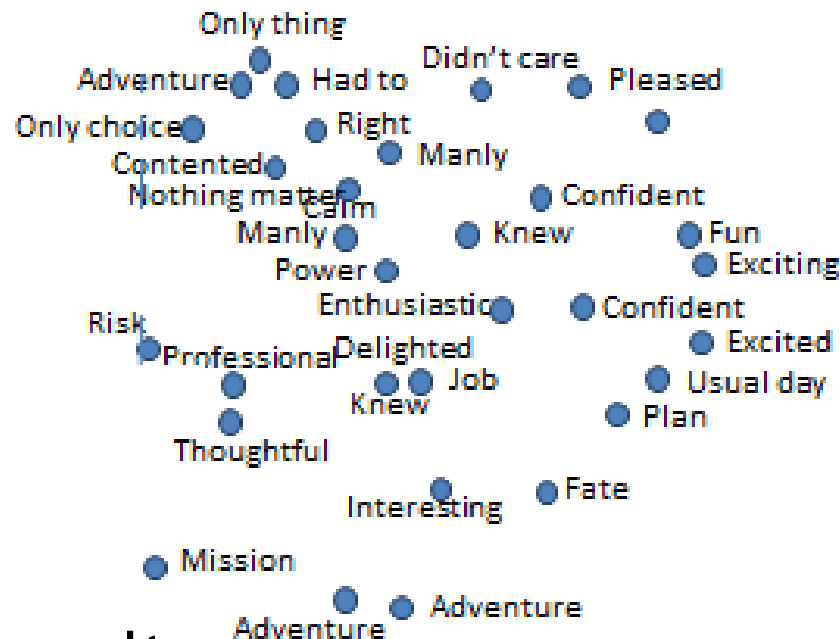 Only thing
Didn't care
Adventure
Had to
Pleased
Only choice
Right
Manly
Contented
Nothing matter
Calm
Confident
Manly
Knew
Fun
Power
Exciting
Enthusiastic
Confident
Risk
Professional
Delighted
Excited
Job
Usual day
Knew
Plan
Thoughtful
Interesting
Fate
Mission
Adventure
Adventure